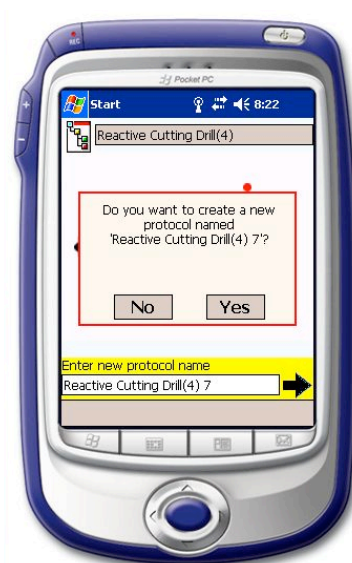 REC
Pocket PC
Start 8:22
Reactive Cutting Drill(4)
Do you want to create a new
protocol named
'Reactive Cutting Drill(4) 7'?
No Yes
Enter new protocol name
Reactive Cutting Drill(4) 7